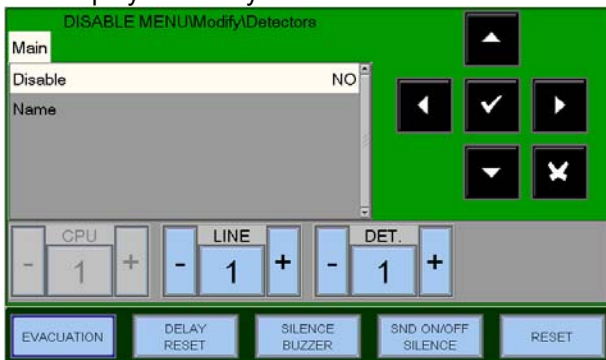 DISABLE MENU\Modify\Detectors
Main
Disable NO
Name
CPU LINE DET.
- 1 + - 1 + - 1 +
EVACUATION DELAY RESET SILENCE BUZZER SND ON/OFF SILENCE RESET